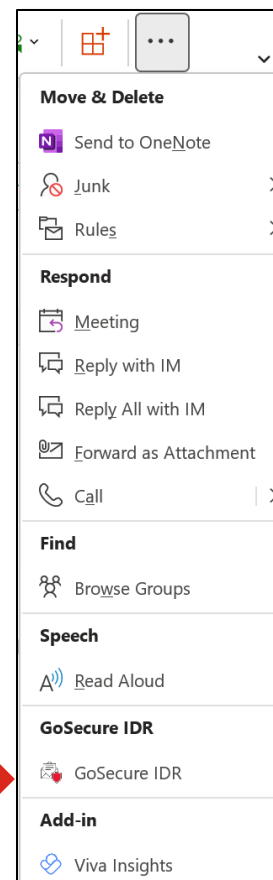 Move & Delete
Send to OneNote
Junk
Rules
Respond
Meeting
Reply with IM
Reply All with IM
Forward as Attachment
Call
Find
Browse Groups
Speech
Read Aloud
GoSecure IDR
GoSecure IDR
Add-in
Viva Insights